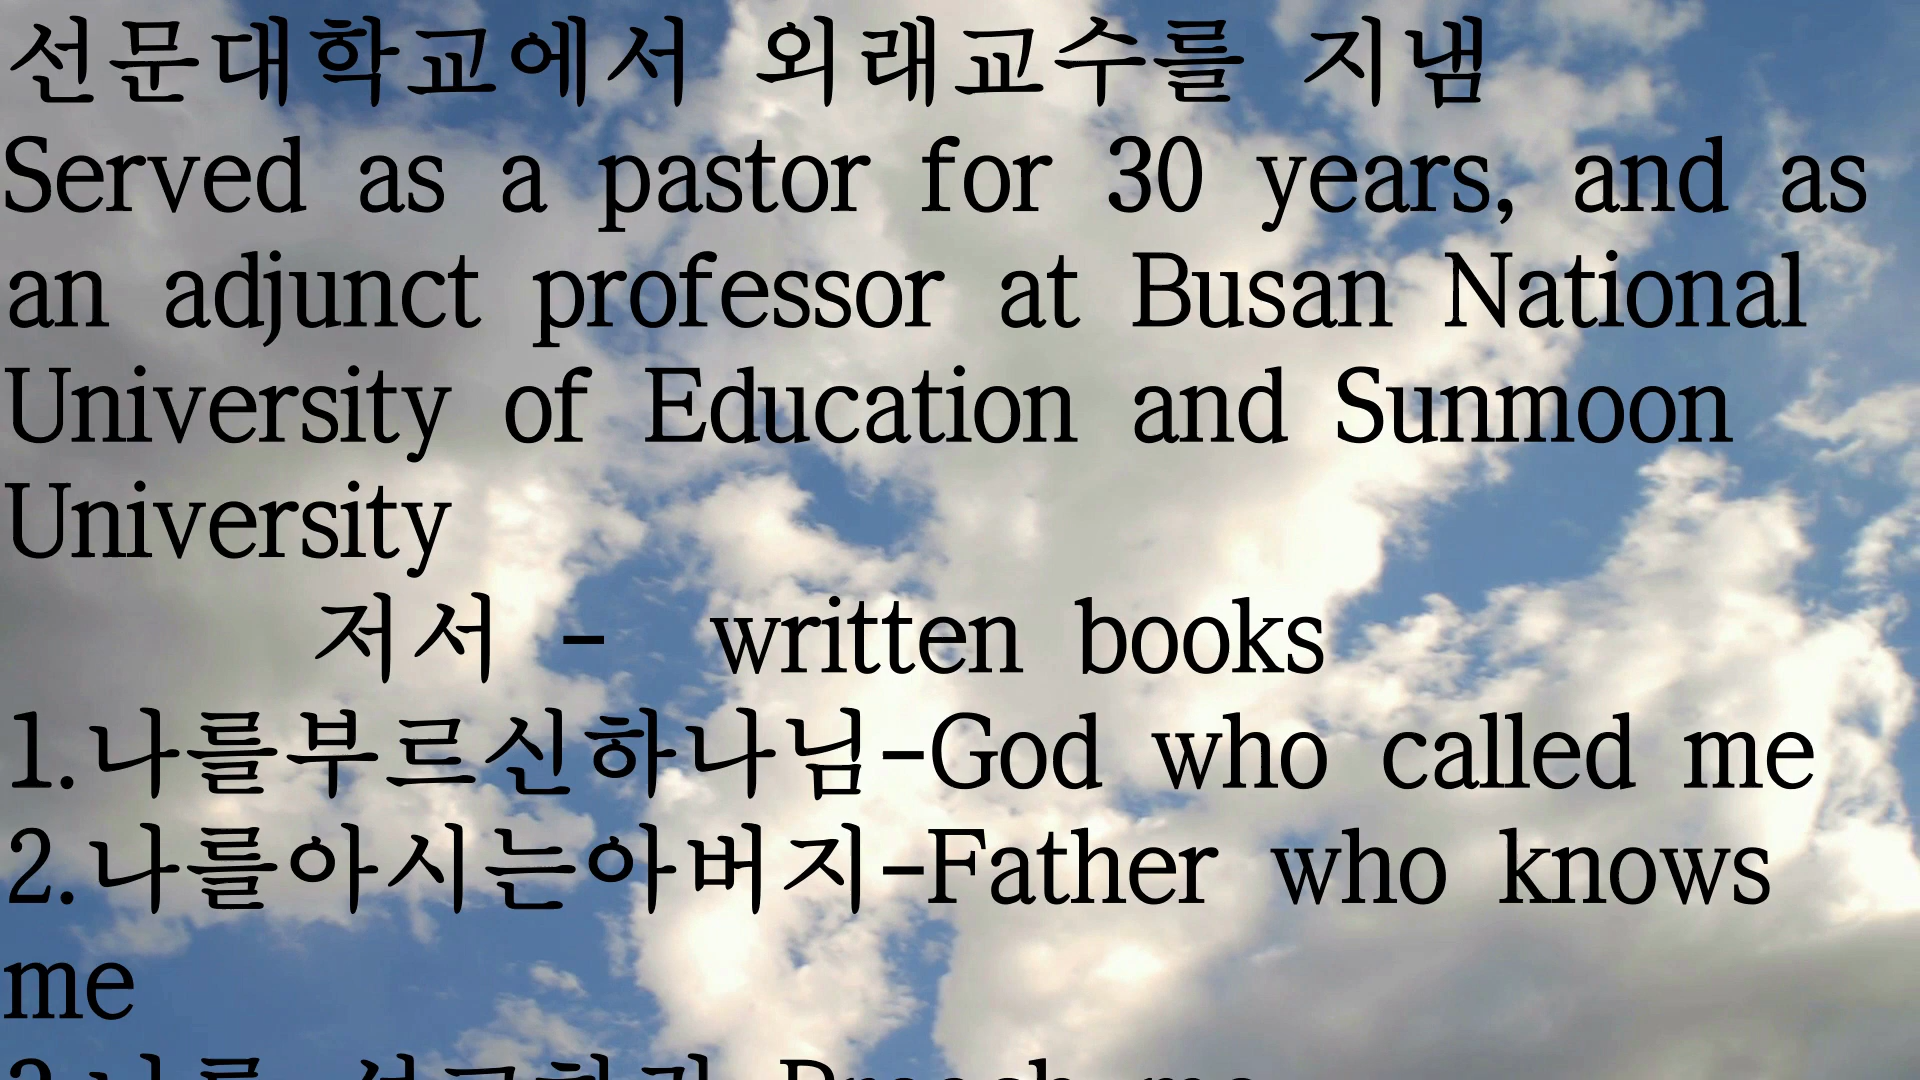 선문대학교에서 외래교수를 지냄
Served as a pastor for 30 years, and as
an adjunct professor at Busan National
University of Education and Sunmoon
University
저서 - written books
1.나를부르신하나님-God who called me
2.나를아시는아버지-Father who knows
me